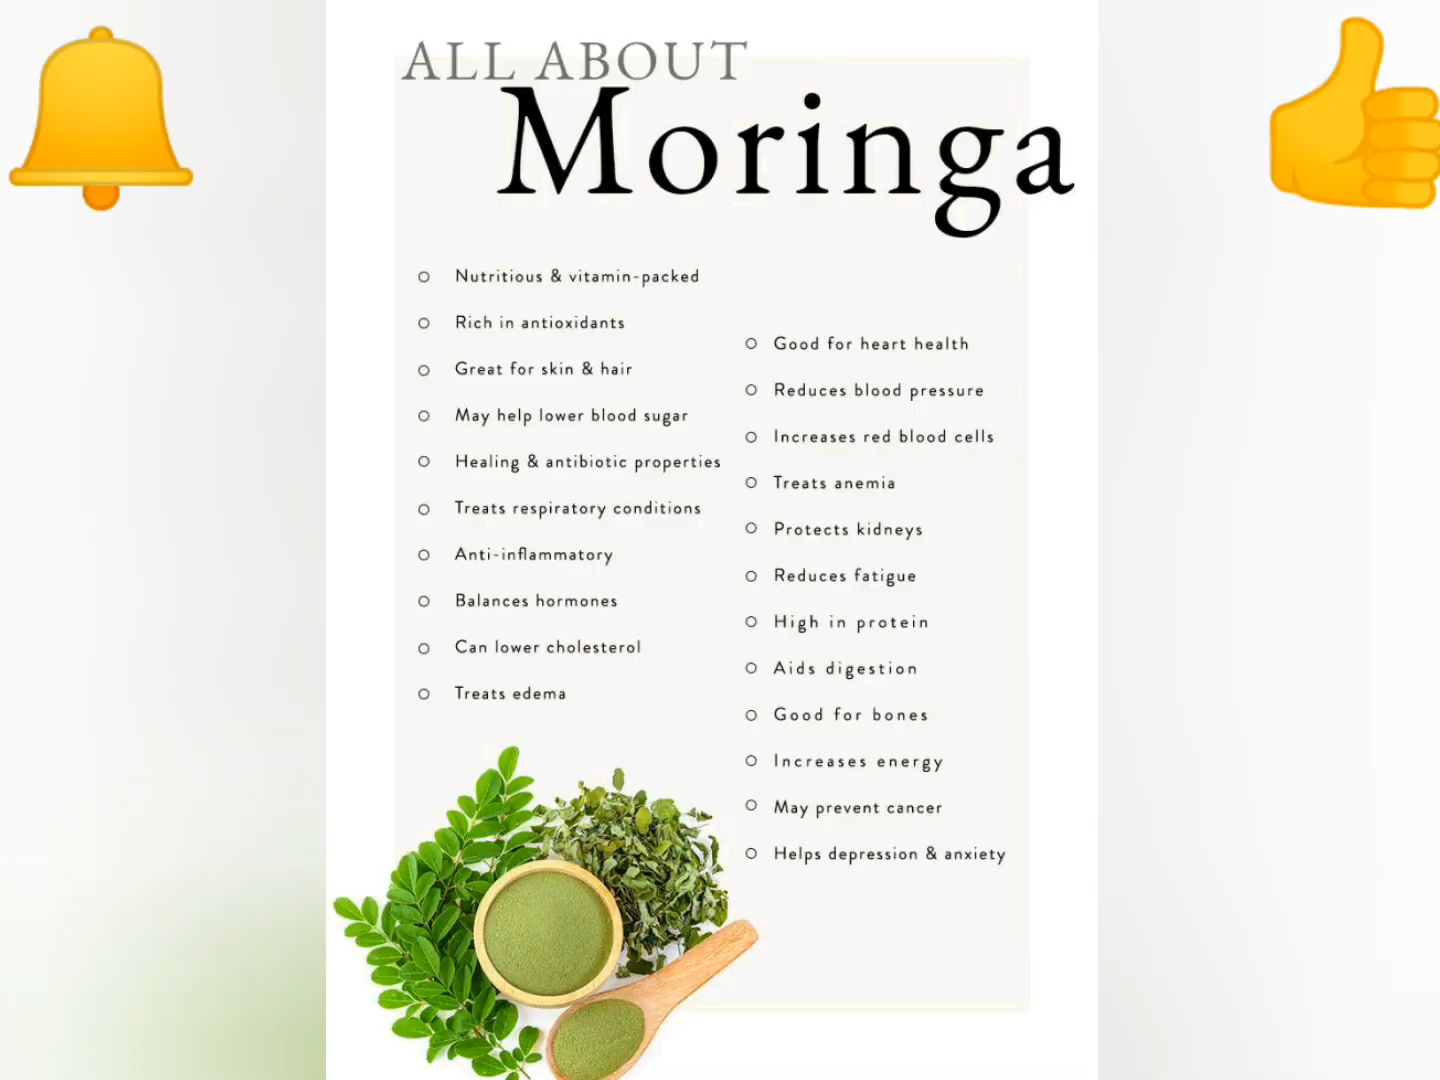 ALL ABOUT
Moringa
Nutritious & vitamin-packed
Rich in antioxidants
Great for skin & hair
May help lower blood sugar
Healing & antibiotic properties
Treats respiratory conditions
Anti-inflammatory
Balances hormones
Can lower cholesterol
Treats edema
Good for heart health
Reduces blood pressure
Increases red blood cells
Treats anemia
Protects kidneys
Reduces fatigue
High in protein
Aids digestion
Good for bones
Increases energy
May prevent cancer
Helps depression & anxiety